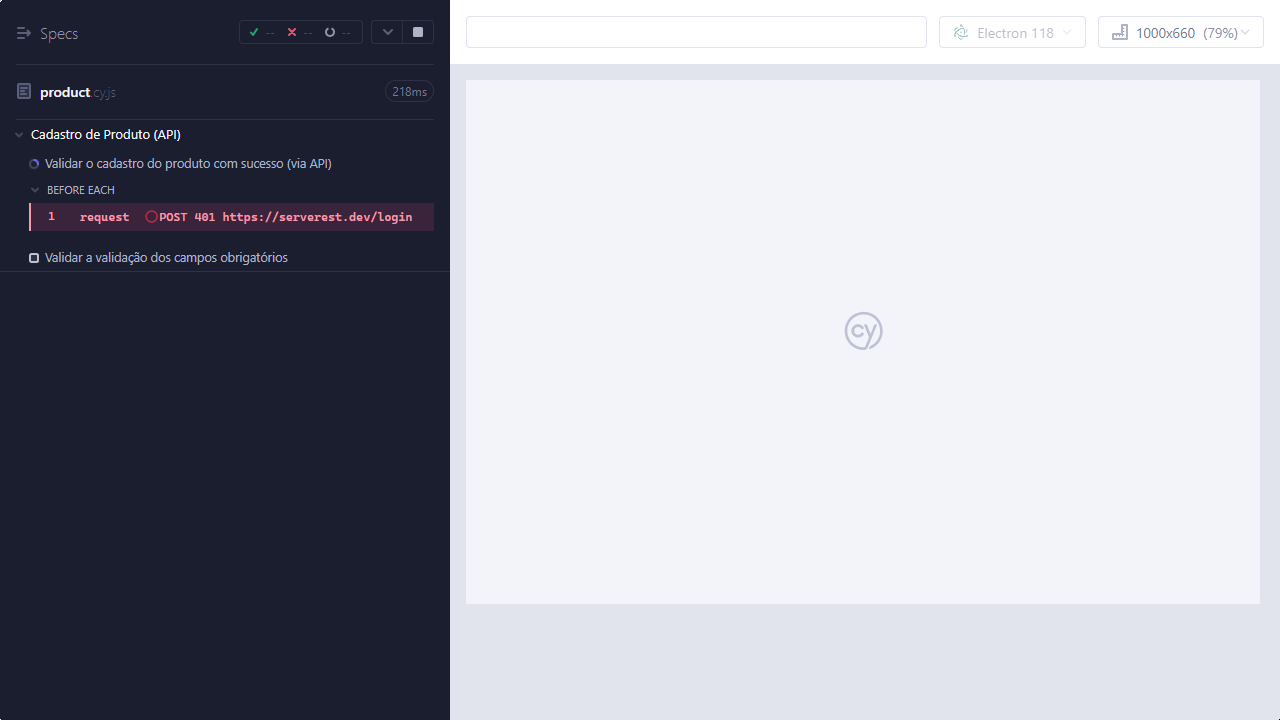 Specs
-- -- --
product.cy.js
218ms
Cadastro de Produto (API)
Validar o cadastro do produto com sucesso (via API)
BEFORE EACH
1 request POST 401 https://serverest.dev/login
Validar a validação dos campos obrigatórios
Electron 118
1000x660 (79%)
cy